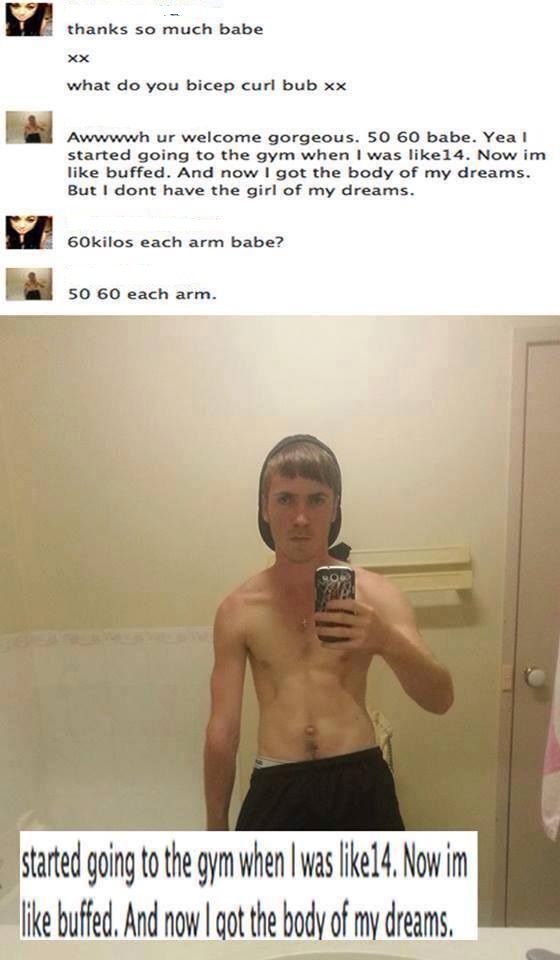 thanks so much babe
xx
what do you bicep curl bub xx
Awwwwh ur welcome gorgeous. 50 60 babe. Yea I
started going to the gym when I was like14. Now im
like buffed. And now I got the body of my dreams.
But I dont have the girl of my dreams.
60kilos each arm babe?
50 60 each arm.
started going to the gym when I was like14. Now im
like buffed. And now I got the body of my dreams.